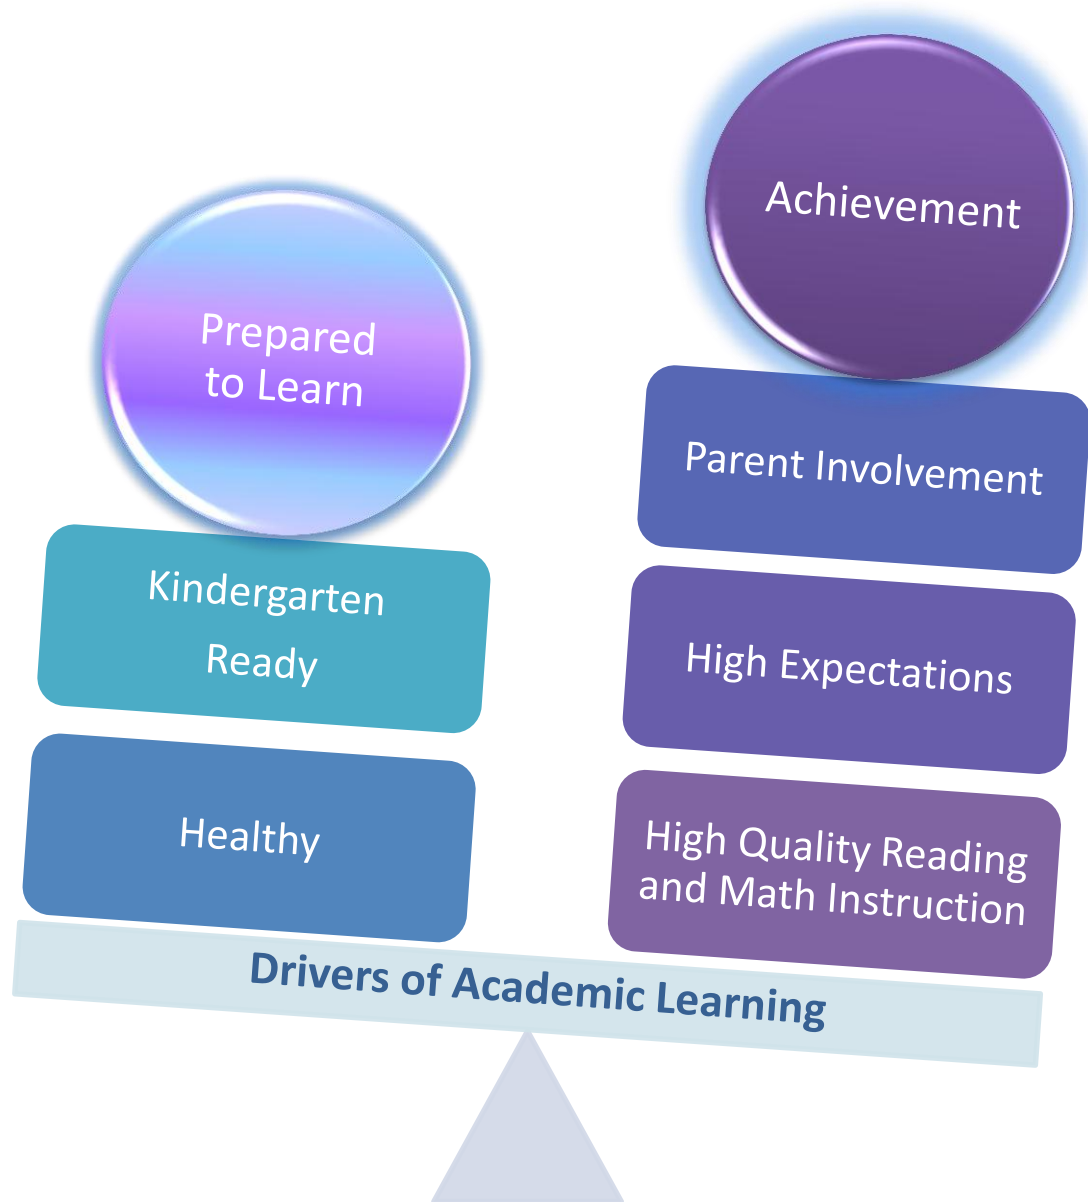 Prepared
to Learn
Kindergarten
Ready
Healthy
Achievement
Parent Involvement
High Expectations
High Quality Reading
and Math Instruction
Drivers of Academic Learning